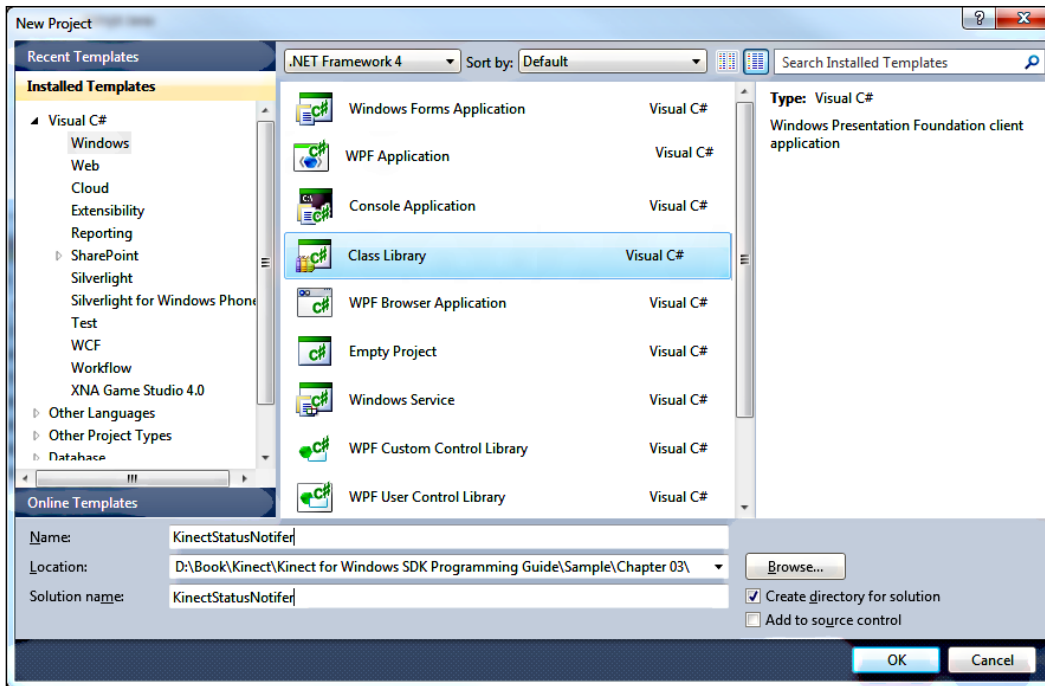 New Project
Recent Templates
Installed Templates
Visual C#
Windows
Web
Cloud
Extensibility
Reporting
SharePoint
Silverlight
Silverlight for Windows Phone
Test
WCF
Workflow
XNA Game Studio 4.0
Other Languages
Other Project Types
Database
Online Templates
.NET Framework 4 Sort by: Default
Search Installed Templates
Windows Forms Application Visual C#
WPF Application Visual C#
Console Application Visual C#
Class Library Visual C#
WPF Browser Application Visual C#
Empty Project Visual C#
Windows Service Visual C#
WPF Custom Control Library Visual C#
WPF User Control Library Visual C#
Type: Visual C#
Windows Presentation Foundation client
application
Name: KinectStatusNotifer
Location: D:\Book\Kinect\Kinect for Windows SDK Programming Guide\Sample\Chapter 03\ Browse...
Solution name: KinectStatusNotifer
Create directory for solution
Add to source control
OK Cancel